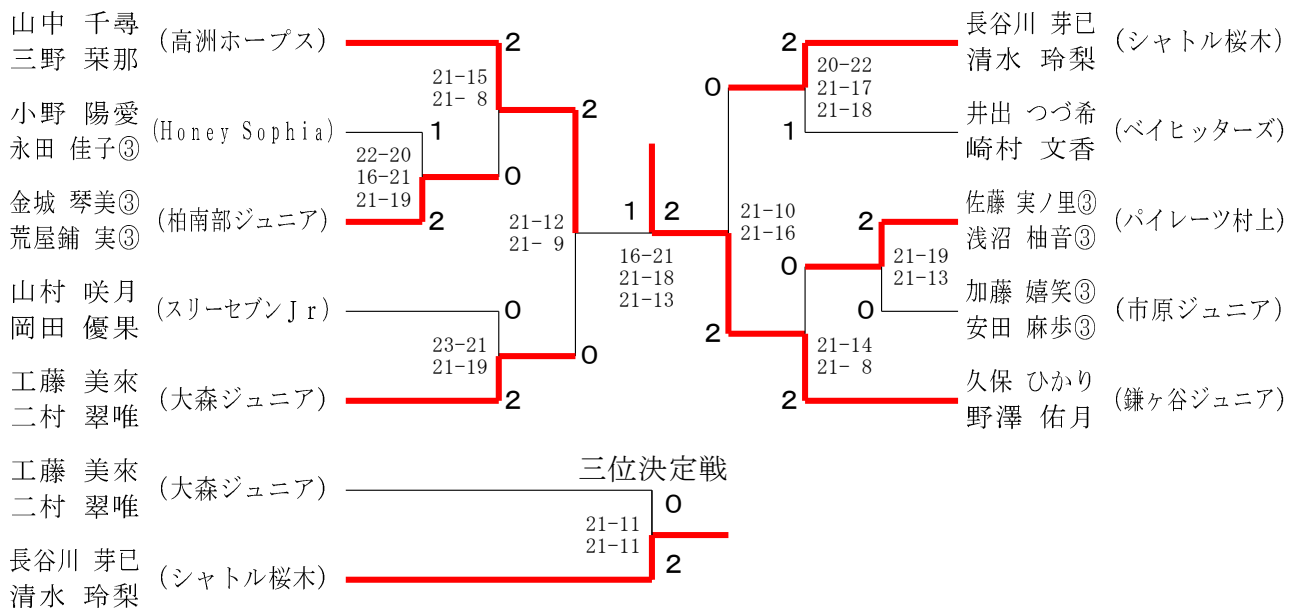 山中 千尋
三野 栞那
(高洲ホープス)
2
21-15
21- 8
小野 陽愛
永田 佳子③
(Honey Sophia)
1
22-20
16-21
21-19
0
金城 琴美③
荒屋鋪 実③
(柏南部ジュニア)
2
2
21-12
21- 9
山村 咲月
岡田 優果
(スリーセブンJr)
0
23-21
21-19
0
工藤 美來
二村 翠唯
(大森ジュニア)
2
1
2
16-21
21-18
21-13
長谷川 芽已
清水 玲梨
(シャトル桜木)
2
20-22
21-17
21-18
0
井出 つづ希
崎村 文香
(ベイヒッターズ)
1
21-10
21-16
佐藤 実ノ里③
浅沼 柚音③
(パイレーツ村上)
2
21-19
21-13
0
加藤 嬉笑③
安田 麻歩③
(市原ジュニア)
0
2
21-14
21- 8
久保 ひかり
野澤 佑月
(鎌ヶ谷ジュニア)
2
三位決定戦
工藤 美來
二村 翠唯
(大森ジュニア)
0
21-11
21-11
長谷川 芽已
清水 玲梨
(シャトル桜木)
2